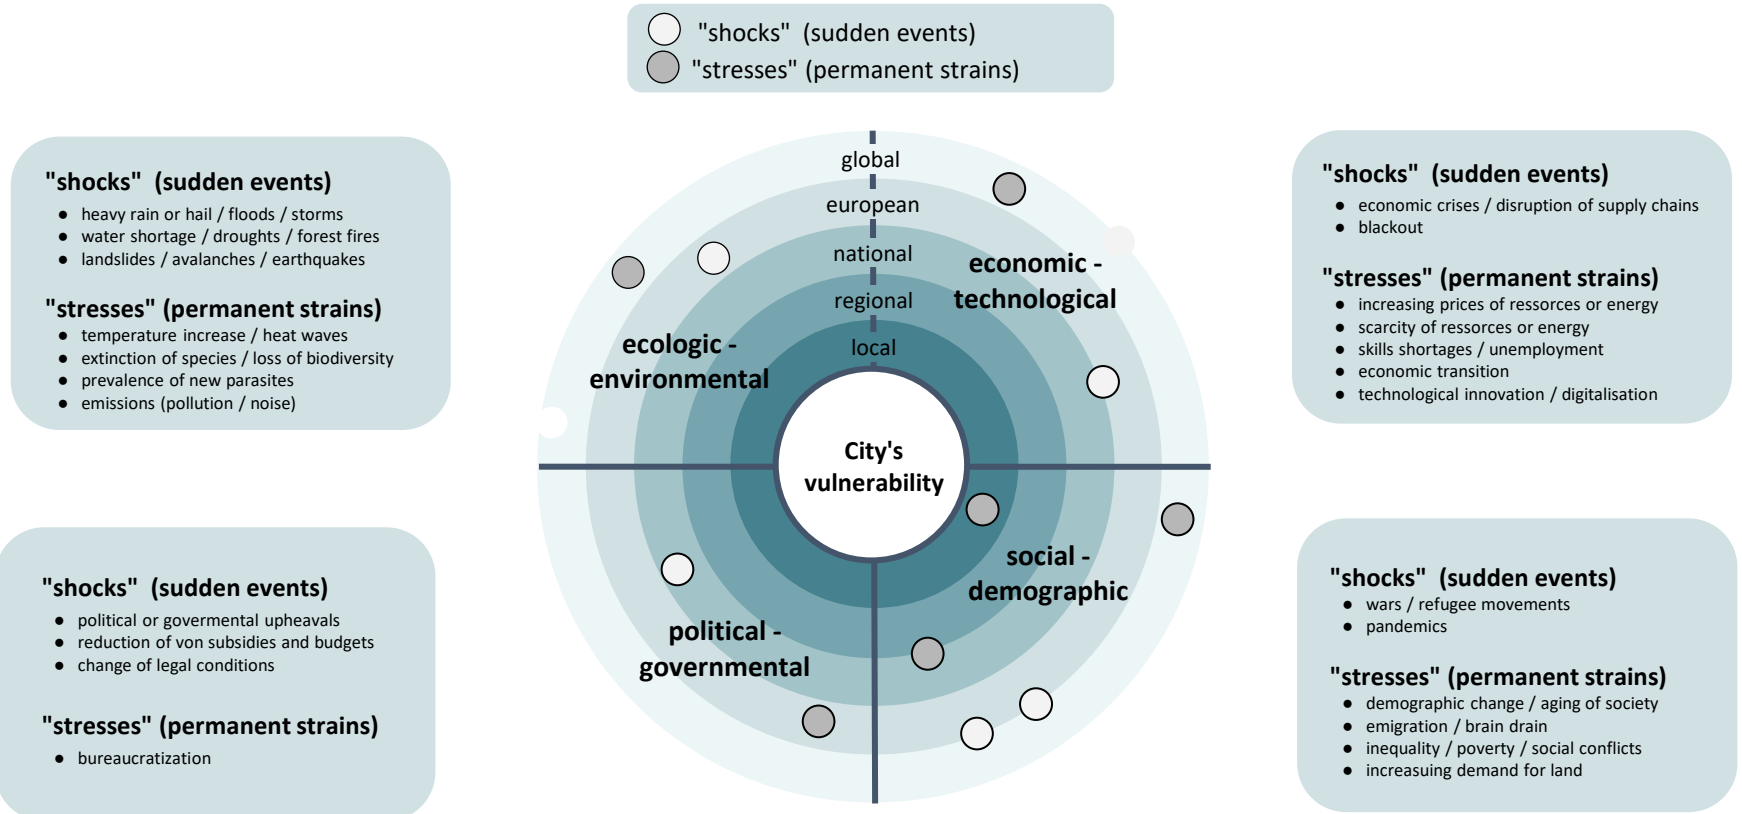 "shocks" (sudden events)
"stresses" (permanent strains)
"shocks" (sudden events)
● heavy rain or hail / floods / storms
● water shortage / droughts / forest fires
● landslides / avalanches / earthquakes
"stresses" (permanent strains)
● temperature increase / heat waves
● extinction of species / loss of biodiversity
● prevalence of new parasites
● emissions (pollution / noise)
global
european
national
regional
local
economic -
technological
ecologic -
environmental
City's
vulnerability
social -
demographic
political -
governmental
"shocks" (sudden events)
● economic crises / disruption of supply chains
● blackout
"stresses" (permanent strains)
● increasing prices of ressorces or energy
● scarcity of ressorces or energy
● skills shortages / unemployment
● economic transition
● technological innovation / digitalisation
"shocks" (sudden events)
● political or govermental upheavals
● reduction of von subsidies and budgets
● change of legal conditions
"stresses" (permanent strains)
● bureaucratization
"shocks" (sudden events)
● wars / refugee movements
● pandemics
"stresses" (permanent strains)
● demographic change / aging of society
● emigration / brain drain
● inequality / poverty / social conflicts
● increasuing demand for land